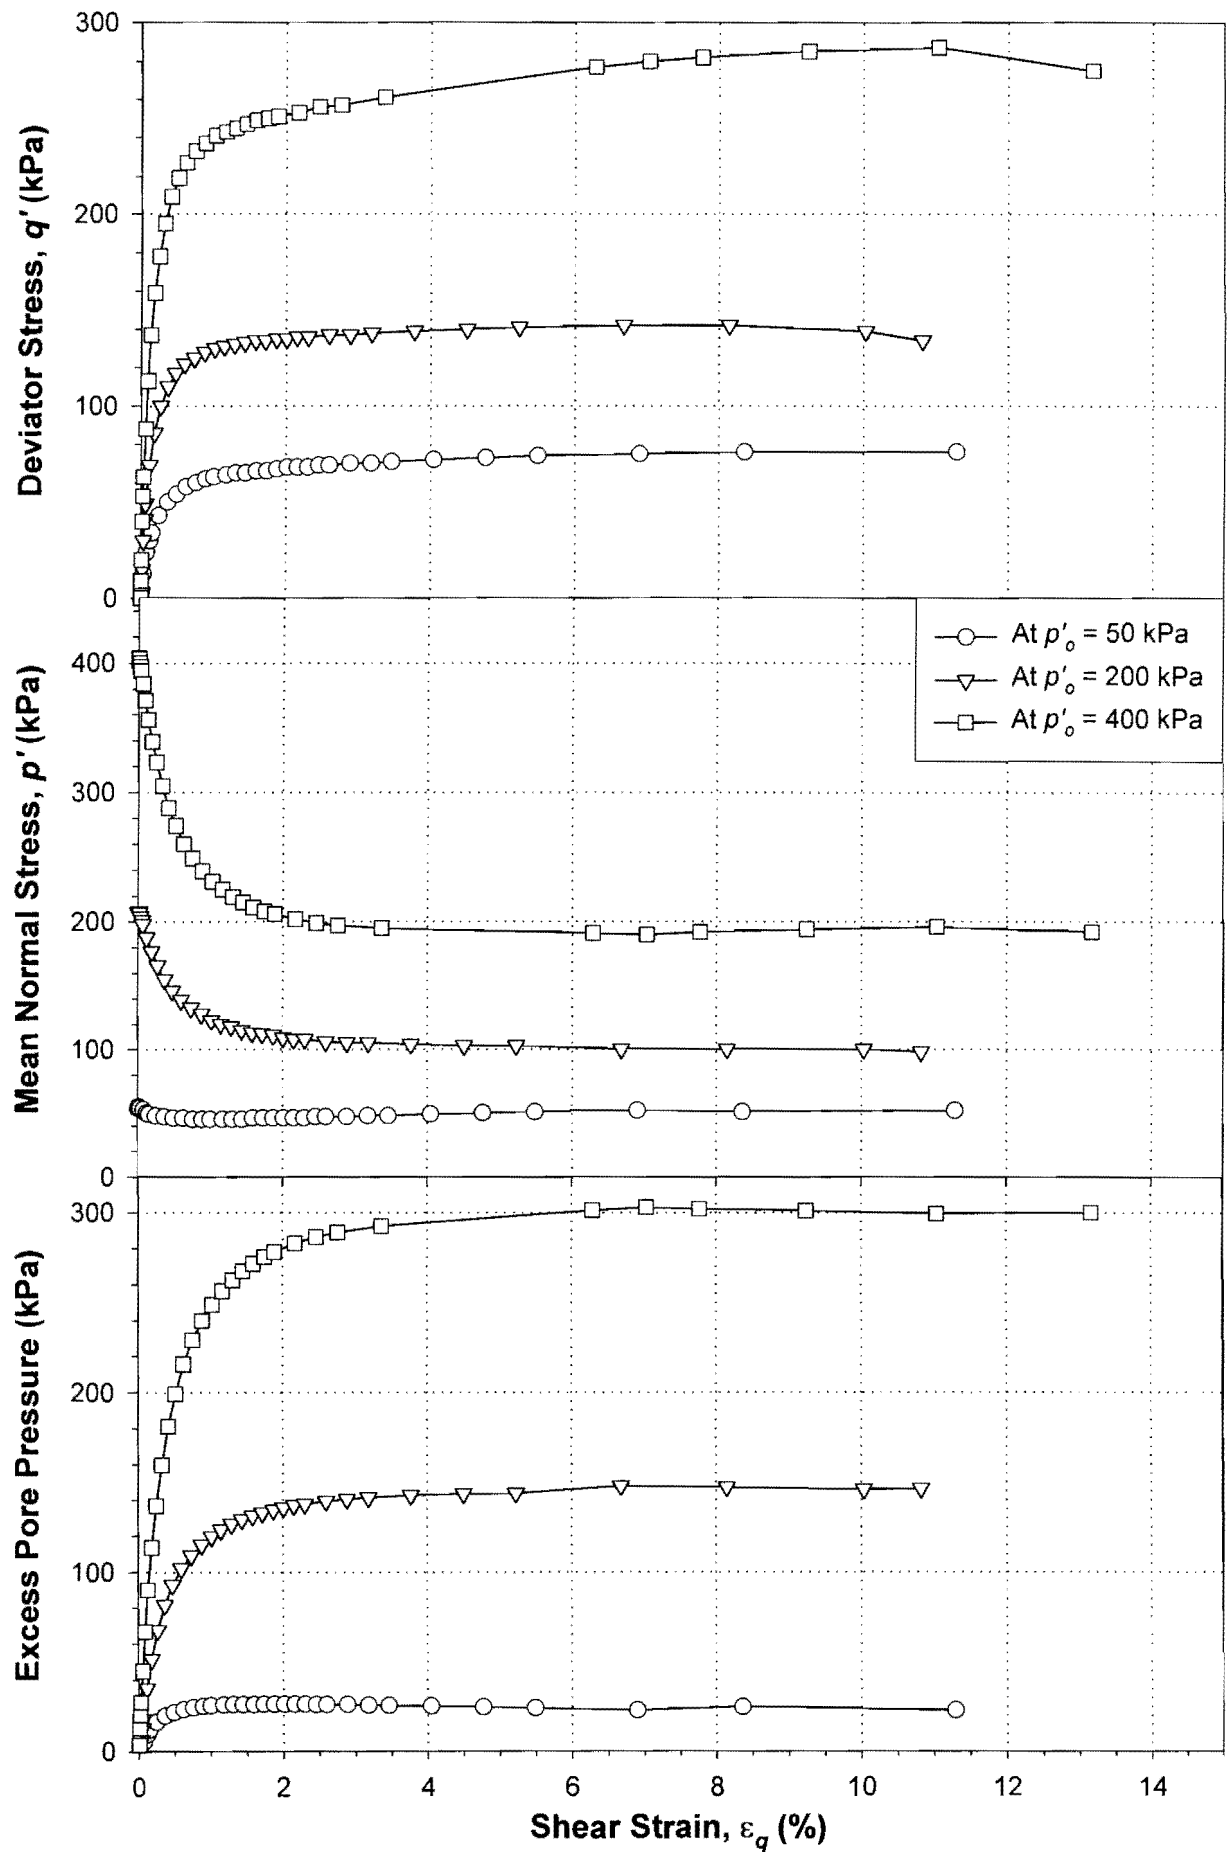 300
200
100
0
Deviator Stress, q' (kPa)
At p'o = 50 kPa
At p'o = 200 kPa
At p'o = 400 kPa
400
300
200
100
0
Mean Normal Stress, p' (kPa)
300
200
100
0
Excess Pore Pressure (kPa)
0 2 4 6 8 10 12 14
Shear Strain, εq (%)